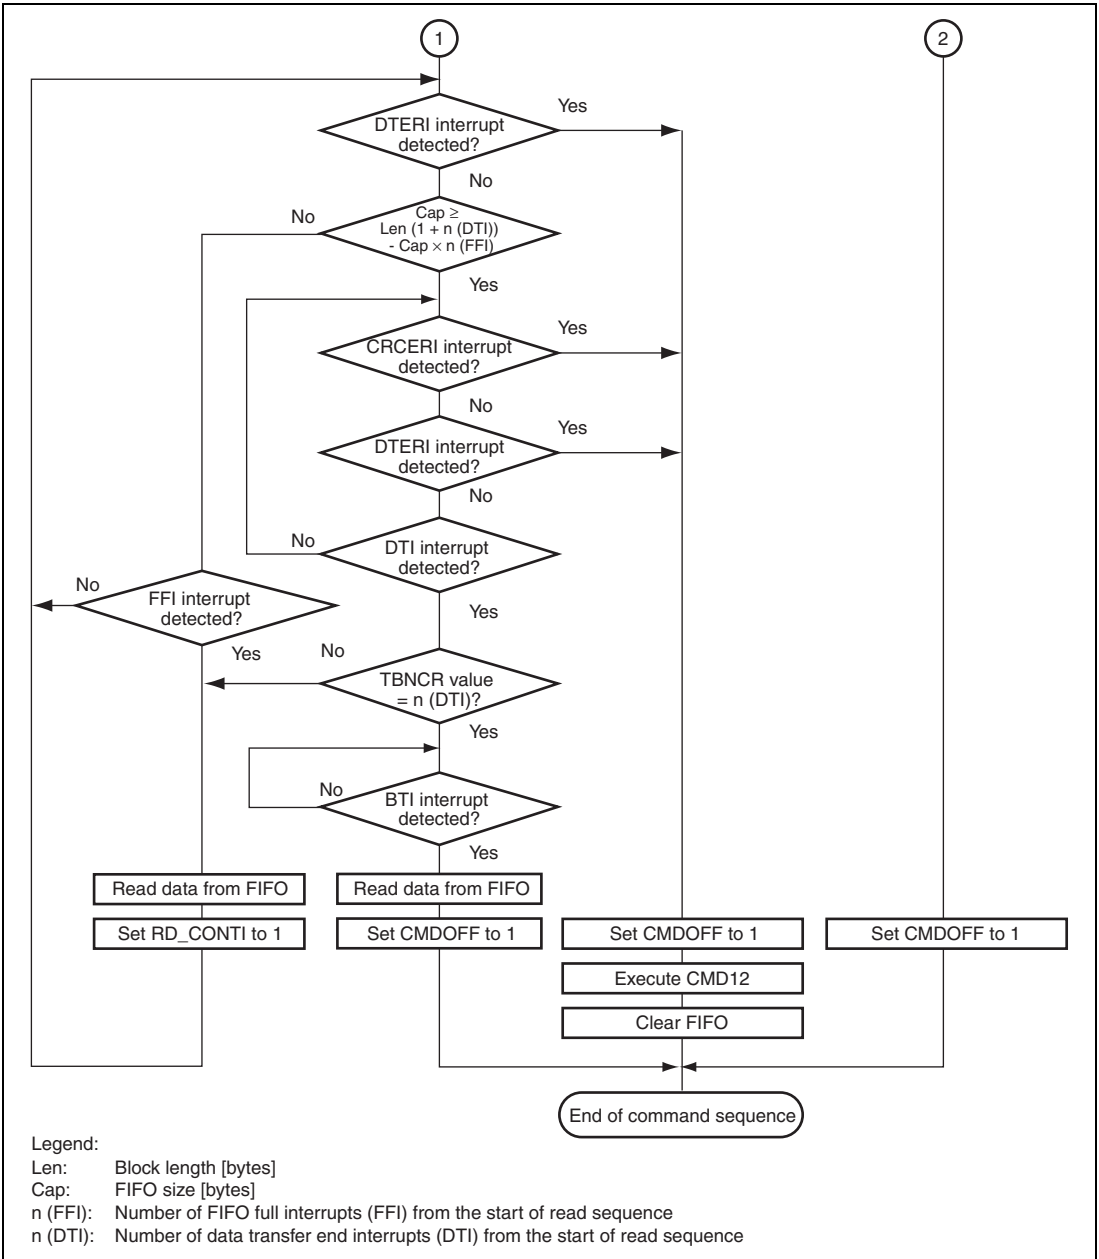 1
2
DTERI interrupt
detected?
Yes
No
Cap ≥
Len (1 + n (DTI))
- Cap × n (FFI)
No
Yes
CRCERI interrupt
detected?
Yes
No
DTERI interrupt
detected?
Yes
No
DTI interrupt
detected?
No
Yes
FFI interrupt
detected?
No
Yes
TBNCR value
= n (DTI)?
No
Yes
BTI interrupt
detected?
No
Yes
Read data from FIFO
Read data from FIFO
Set RD_CONTI to 1
Set CMDOFF to 1
Set CMDOFF to 1
Set CMDOFF to 1
Execute CMD12
Clear FIFO
End of command sequence
Legend:
Len: Block length [bytes]
Cap: FIFO size [bytes]
n (FFI): Number of FIFO full interrupts (FFI) from the start of read sequence
n (DTI): Number of data transfer end interrupts (DTI) from the start of read sequence